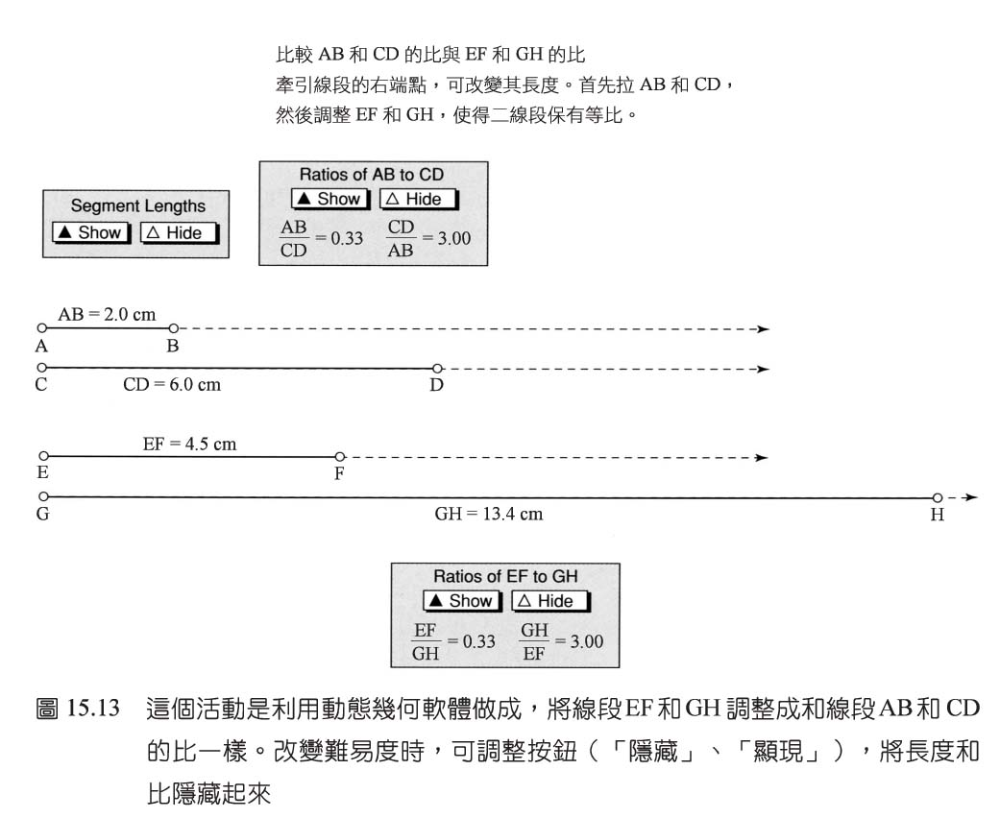 比較 AB 和 CD 的比與 EF 和 GH 的比
牽引線段的右端點，可改變其長度。首先拉 AB 和 CD，
然後調整 EF 和 GH，使得二線段保有等比。
Segment Lengths
▲ Show △ Hide
Ratios of AB to CD
▲ Show △ Hide
AB/CD = 0.33 CD/AB = 3.00
AB = 2.0 cm
A B
C CD = 6.0 cm D
EF = 4.5 cm
E F
G GH = 13.4 cm H
Ratios of EF to GH
▲ Show △ Hide
EF/GH = 0.33 GH/EF = 3.00
圖 15.13 這個活動是利用動態幾何軟體做成，將線段 EF 和 GH 調整成和線段 AB 和 CD
的比一樣。改變難易度時，可調整按鈕（「隱藏」、「顯現」），將長度和
比隱藏起來